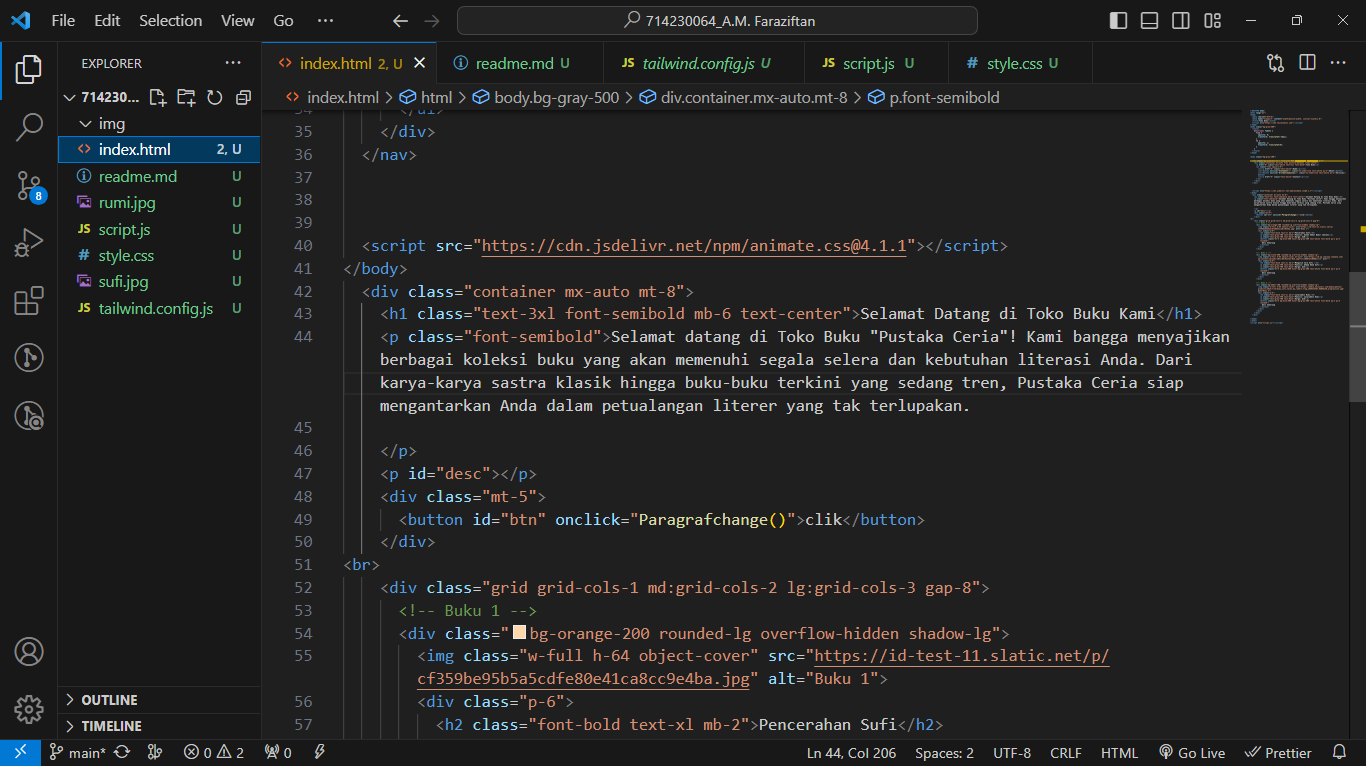 File Edit Selection View Go ··· 714230064_A.M. Faraziftan
EXPLORER ···
index.html 2, U
readme.md U
tailwind.config.js U
script.js U
style.css U
index.html > html > body.bg-gray-500 > div.container.mx-auto.mt-8 > p.font-semibold
714230...
img
index.html 2, U
readme.md U
rumi.jpg U
script.js U
style.css U
sufi.jpg U
tailwind.config.js U
8
34 </ul>
35 </div>
36 </nav>
37
38
39
40 <script src="https://cdn.jsdelivr.net/npm/animate.css@4.1.1"></script>
41 </body>
42 <div class="container mx-auto mt-8">
43 <h1 class="text-3xl font-semibold mb-6 text-center">Selamat Datang di Toko Buku Kami</h1>
44 <p class="font-semibold">Selamat datang di Toko Buku "Pustaka Ceria"! Kami bangga menyajikan
berbagai koleksi buku yang akan memenuhi segala selera dan kebutuhan literasi Anda. Dari
karya-karya sastra klasik hingga buku-buku terkini yang sedang tren, Pustaka Ceria siap
mengantarkan Anda dalam petualangan literer yang tak terlupakan.
45
46 </p>
47 <p id="desc"></p>
48 <div class="mt-5">
49 <button id="btn" onclick="Paragrafchange()">clik</button>
50 </div>
51 <br>
52 <div class="grid grid-cols-1 md:grid-cols-2 lg:grid-cols-3 gap-8">
53 <!-- Buku 1 -->
54 <div class="bg-orange-200 rounded-lg overflow-hidden shadow-lg">
55 <img class="w-full h-64 object-cover" src="https://id-test-11.slatic.net/p/
cf359be95b5a5cdfe80e41ca8cc9e4ba.jpg" alt="Buku 1">
56 <div class="p-6">
57 <h2 class="font-bold text-xl mb-2">Pencerahan Sufi</h2>
OUTLINE
TIMELINE
main* 0 2 0 Ln 44, Col 206 Spaces: 2 UTF-8 CRLF HTML Go Live Prettier